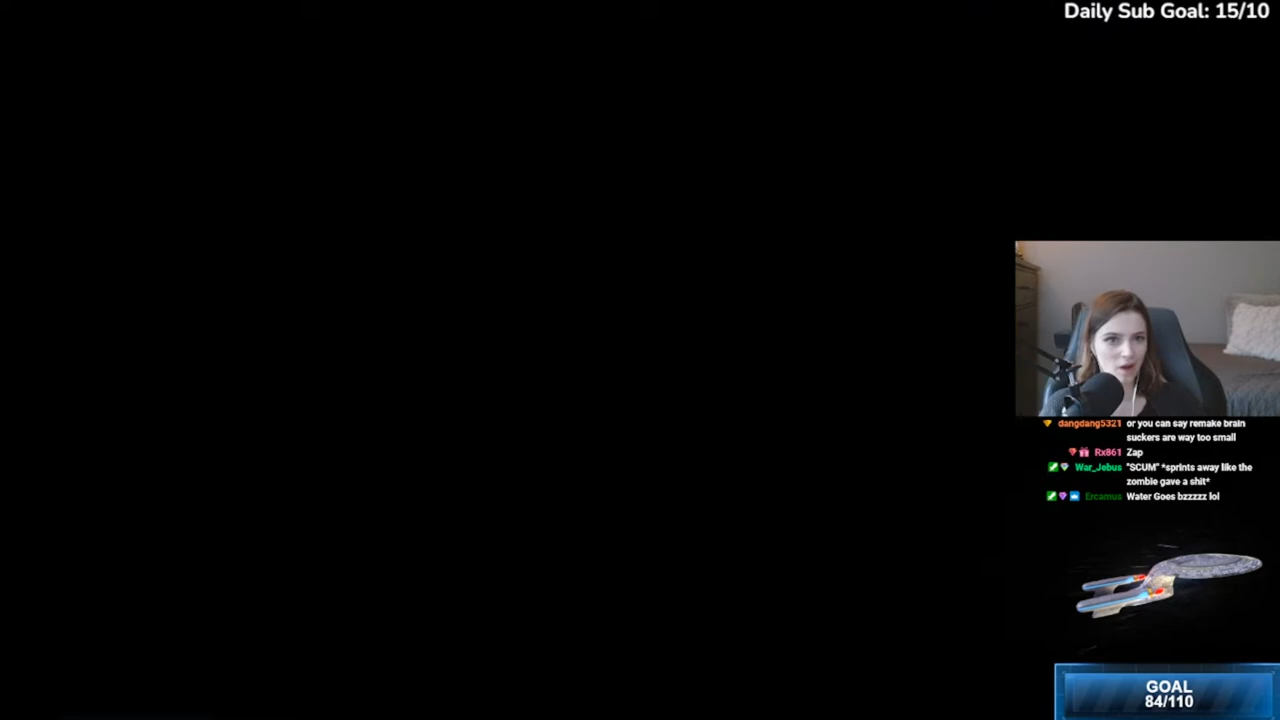 Daily Sub Goal: 15/10
dangdang5321 or you can say remake brain
suckers are way too small
Rx861 Zap
War_Jebus "SCUM" *sprints away like the
zombie gave a shit*
Ercamus Water Goes bzzzzz lol
GOAL
84/110